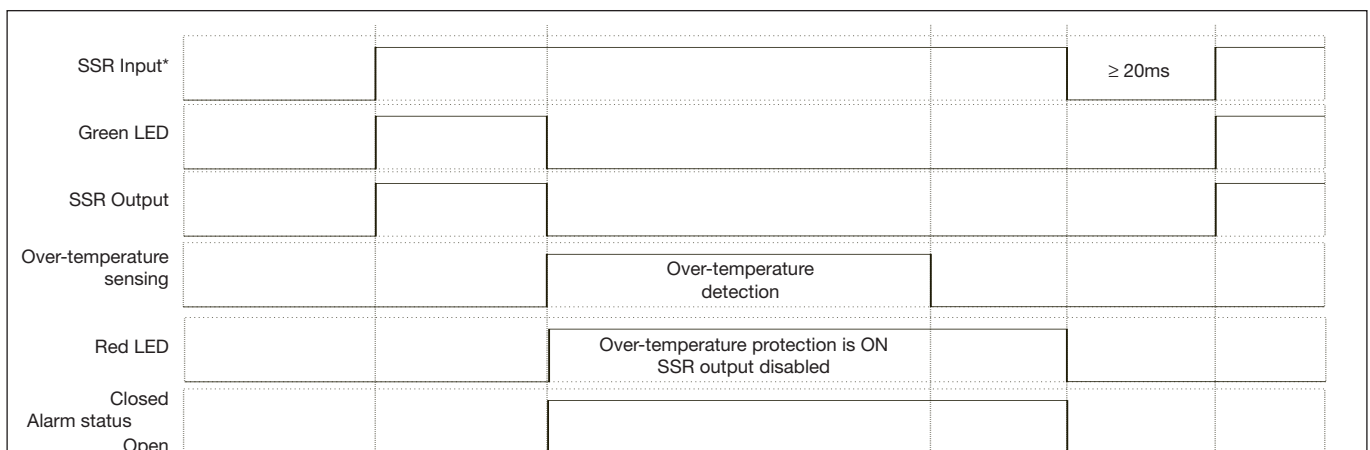 SSR Input*
≥ 20ms
Green LED
SSR Output
Over-temperature
sensing
Over-temperature
detection
Red LED
Over-temperature protection is ON
SSR output disabled
Closed
Alarm status
Open